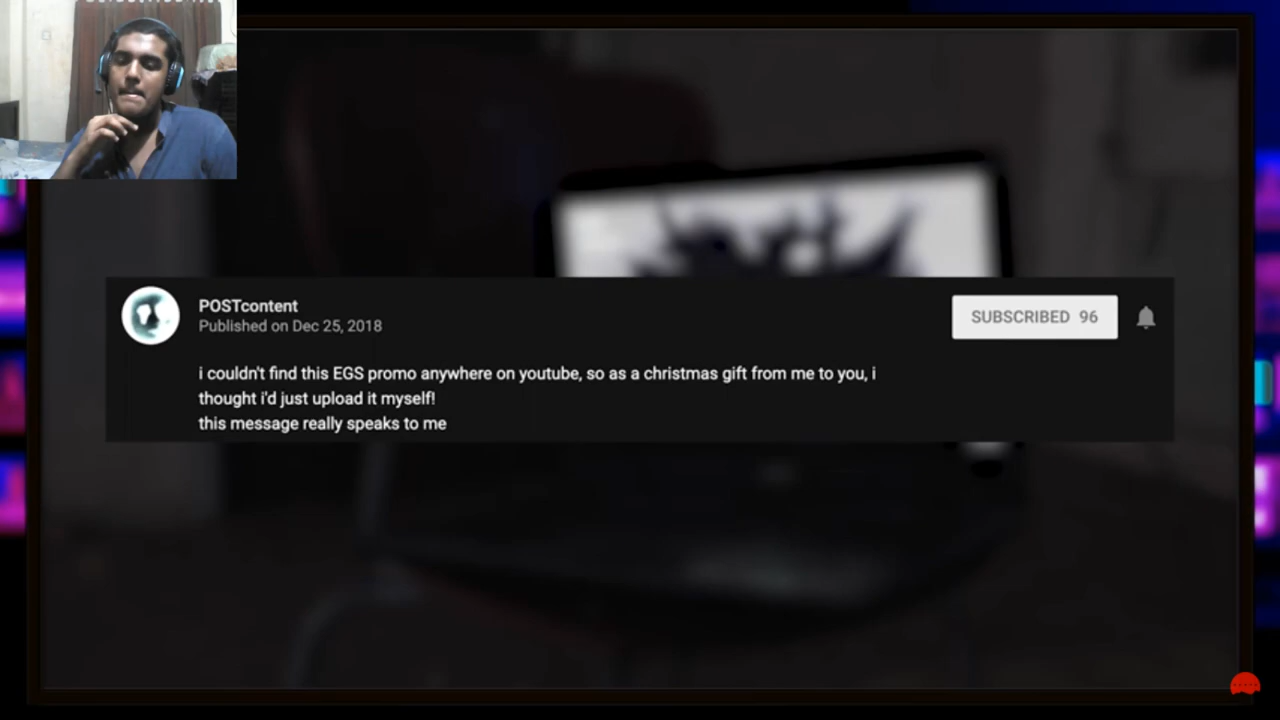 POSTcontent
Published on Dec 25, 2018
SUBSCRIBED 96
i couldn't find this EGS promo anywhere on youtube, so as a christmas gift from me to you, i
thought i'd just upload it myself!
this message really speaks to me